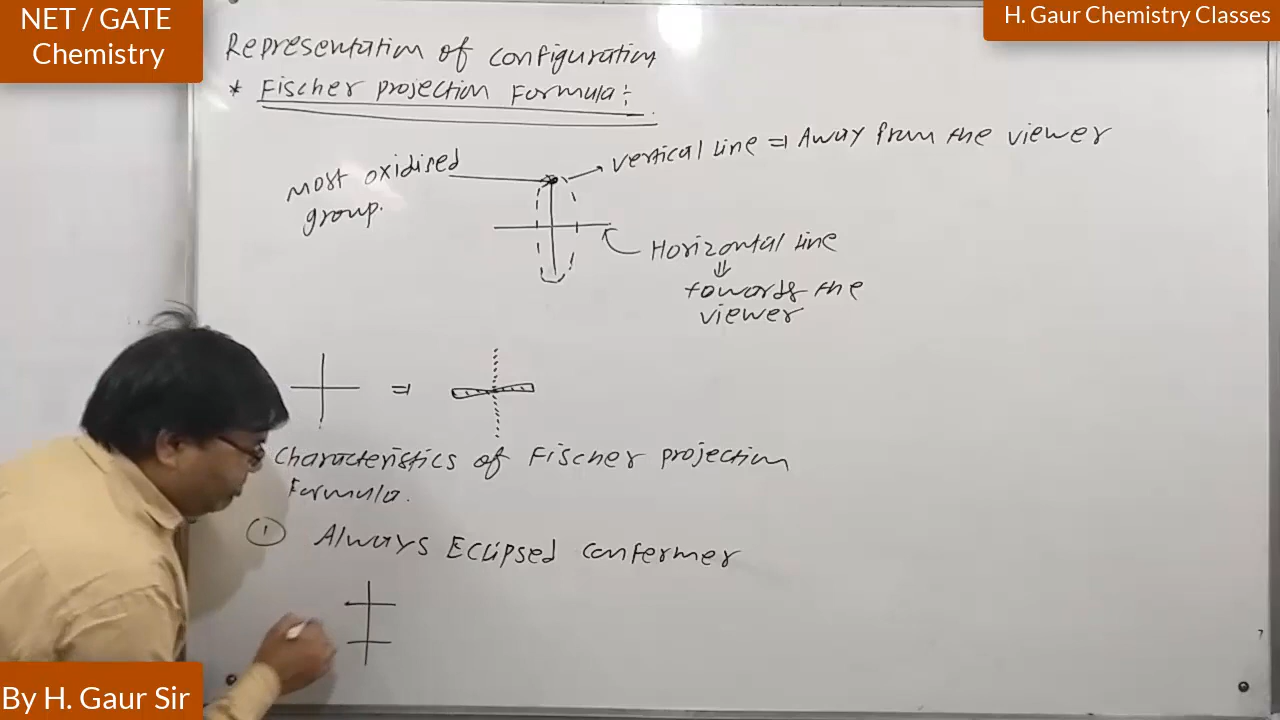 NET / GATE
Chemistry
H. Gaur Chemistry Classes
Representation of configuration
* Fischer projection Formula :-
most oxidised
group.
vertical line ⇒ Away from the viewer
Horizontal line
⇓
towards the
viewer
=
Characteristics of Fischer projection
Formula.
① Always Eclipsed confermer
By H. Gaur Sir